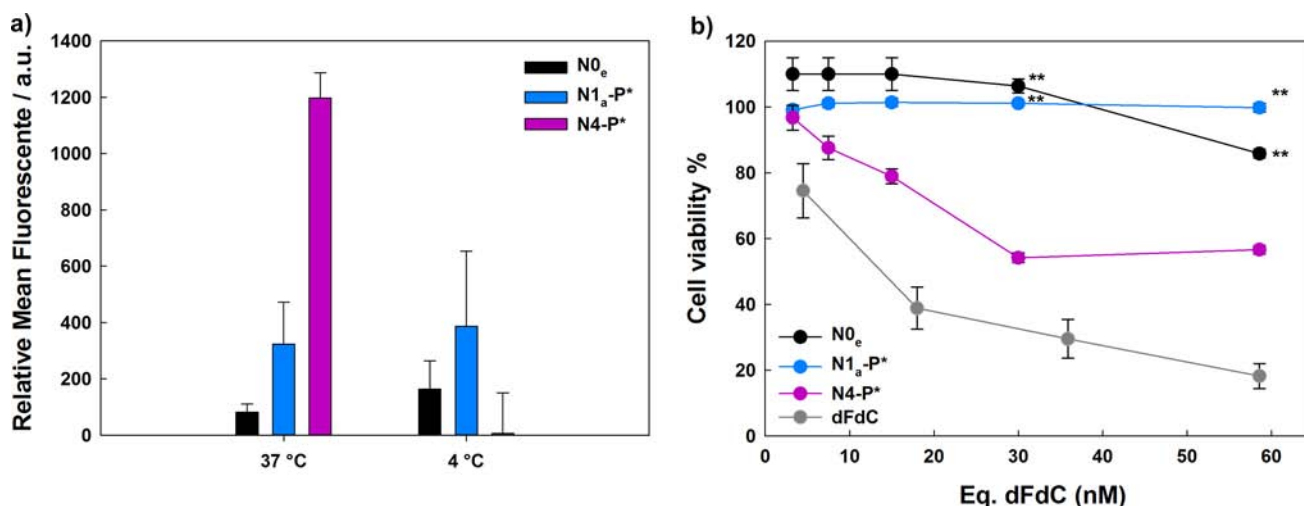 a)
Relative Mean Fluorescente / a.u.
1400
1200
1000
800
600
400
200
0
N0e
N1a-P*
N4-P*
37 °C
4 °C
b)
Cell viability %
120
100
80
60
40
20
0
**
**
**
**
N0e
N1a-P*
N4-P*
dFdC
0
10
20
30
40
50
60
Eq. dFdC (nM)